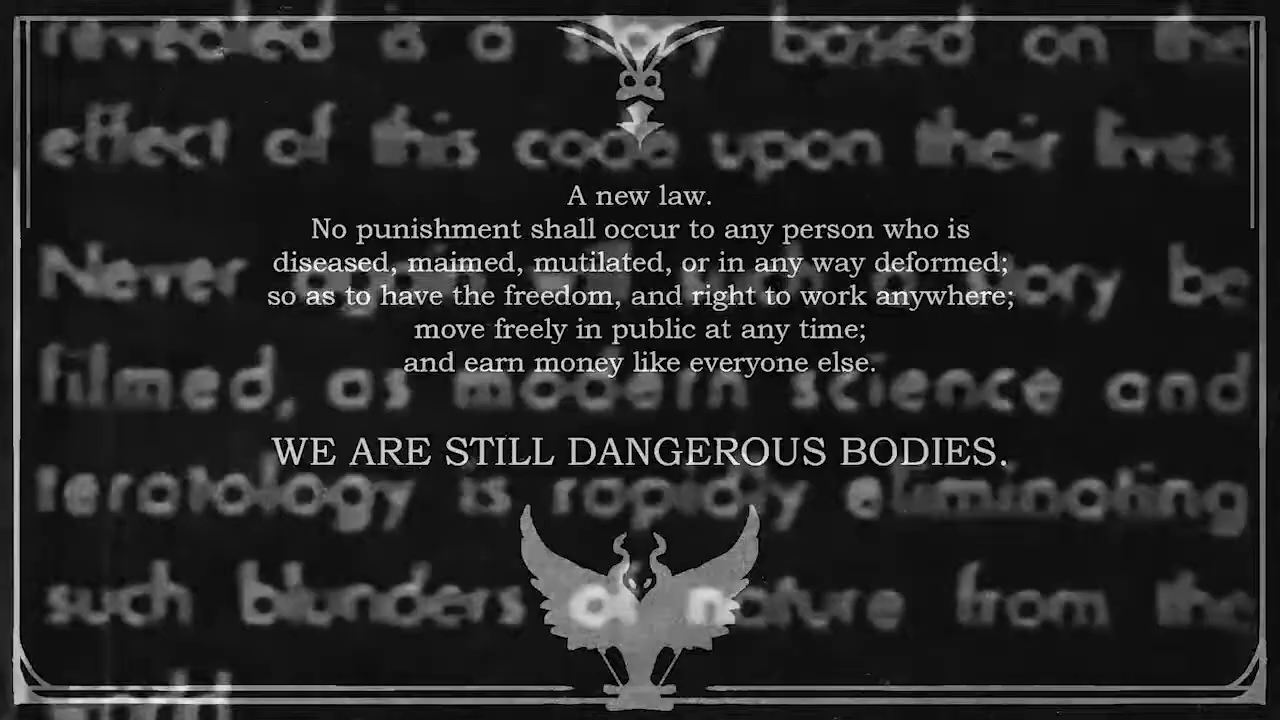 revealed is a story based on the
effect of this code upon their lives
A new law.
No punishment shall occur to any person who is
diseased, maimed, mutilated, or in any way deformed;
so as to have the freedom, and right to work anywhere;
move freely in public at any time;
and earn money like everyone else.
Never be
filmed, as modern science and
WE ARE STILL DANGEROUS BODIES.
teratology is rapidly eliminating
such blunders of nature from the